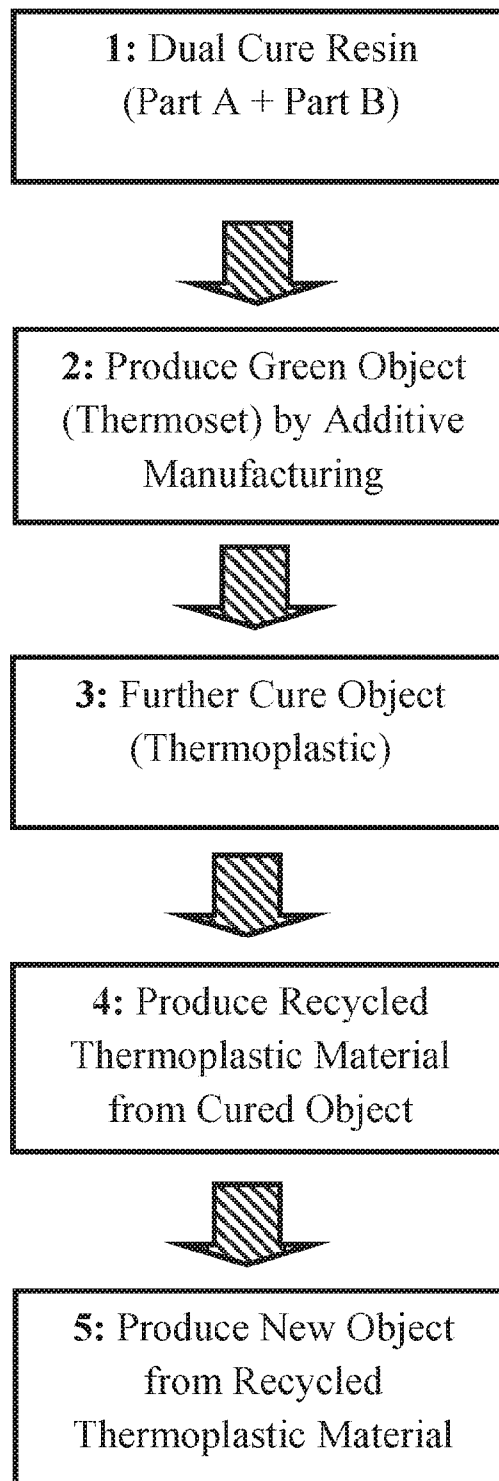 1: Dual Cure Resin
(Part A + Part B)
2: Produce Green Object
(Thermoset) by Additive
Manufacturing
3: Further Cure Object
(Thermoplastic)
4: Produce Recycled
Thermoplastic Material
from Cured Object
5: Produce New Object
from Recycled
Thermoplastic Material